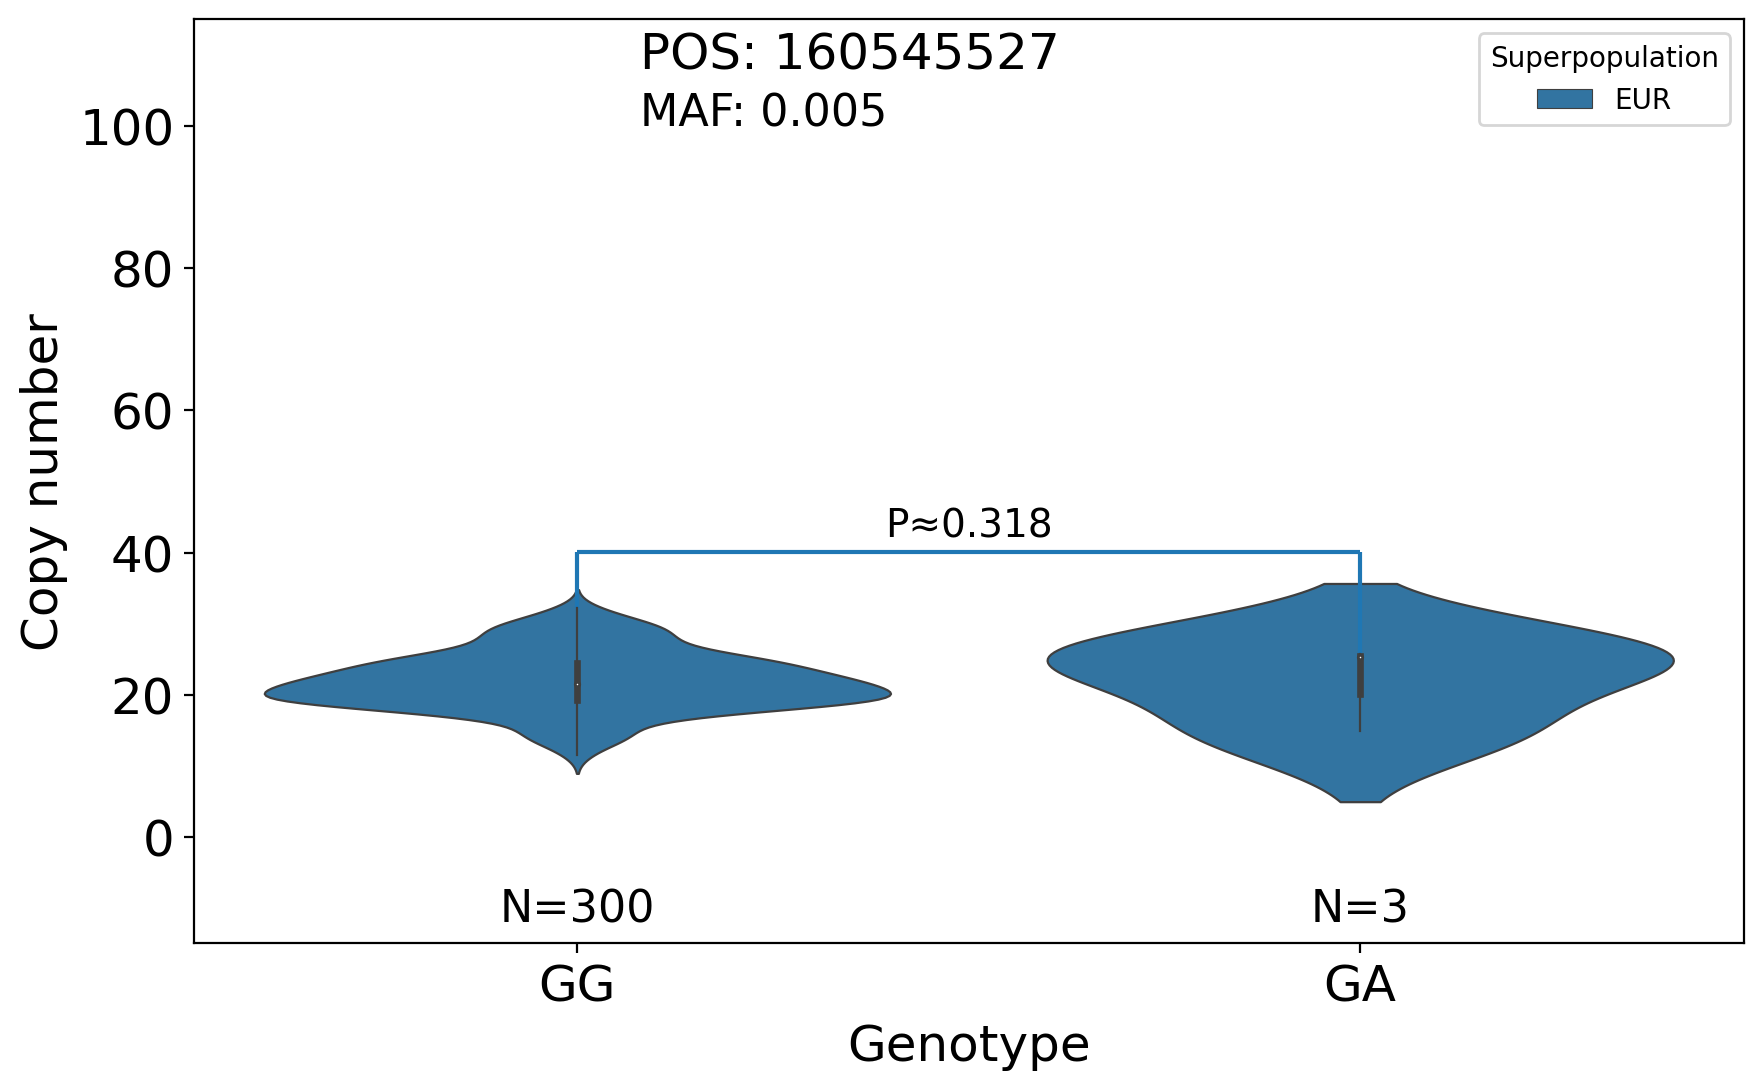 POS: 160545527
MAF: 0.005
Superpopulation
EUR
100
80
60
40
20
0
Copy number
P≈0.318
N=300
N=3
GG
GA
Genotype